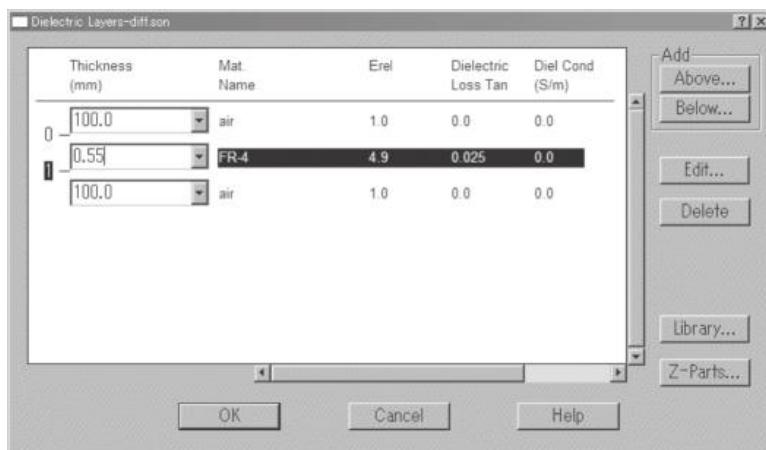 Dielectric Layers-diff.son
Thickness Mat. Erel Dielectric Diel Cond
(mm) Name Loss Tan (S/m)
100.0 air 1.0 0.0 0.0
0
0.55 FR-4 4.9 0.025 0.0
1
100.0 air 1.0 0.0 0.0
Add
Above...
Below...
Edit...
Delete
Library...
Z-Parts...
OK Cancel Help